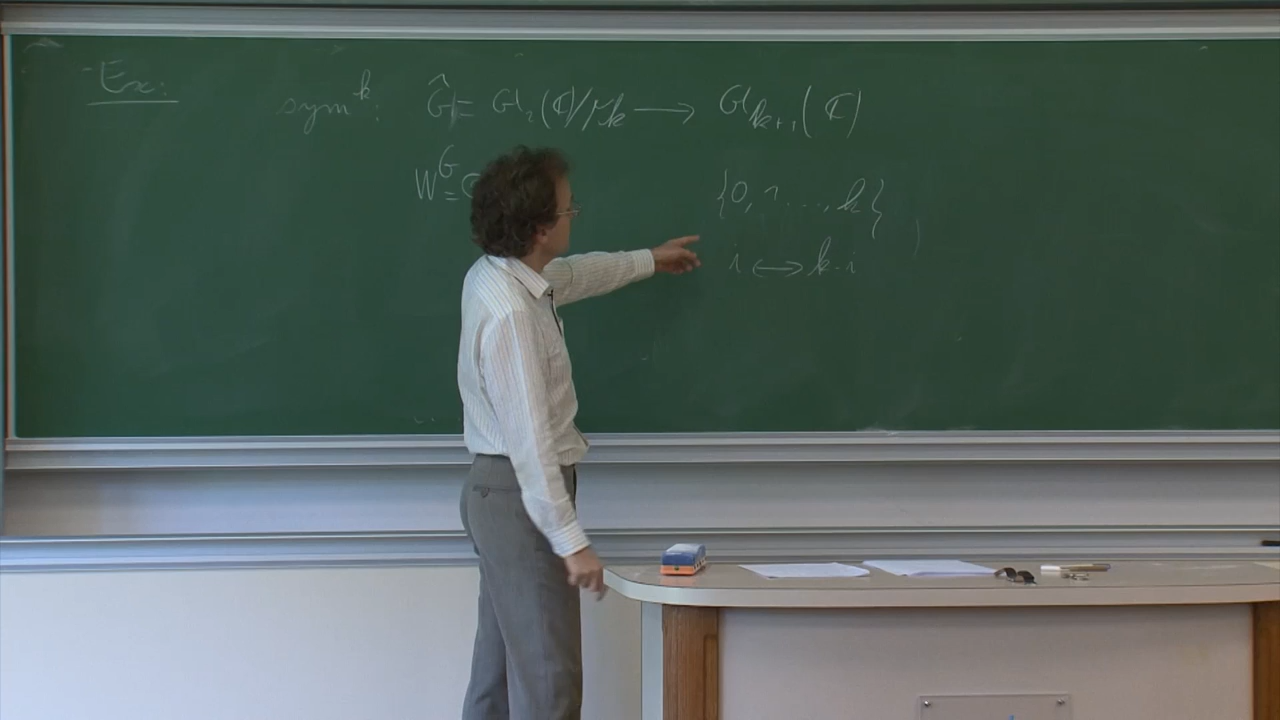 Ex:
sym^k: Ĝ = Gl_2(ℂ)/μ_k → Gl_{k+1}(ℂ)
W^G =
{0, 1 ..., k}
i ↔ k-i